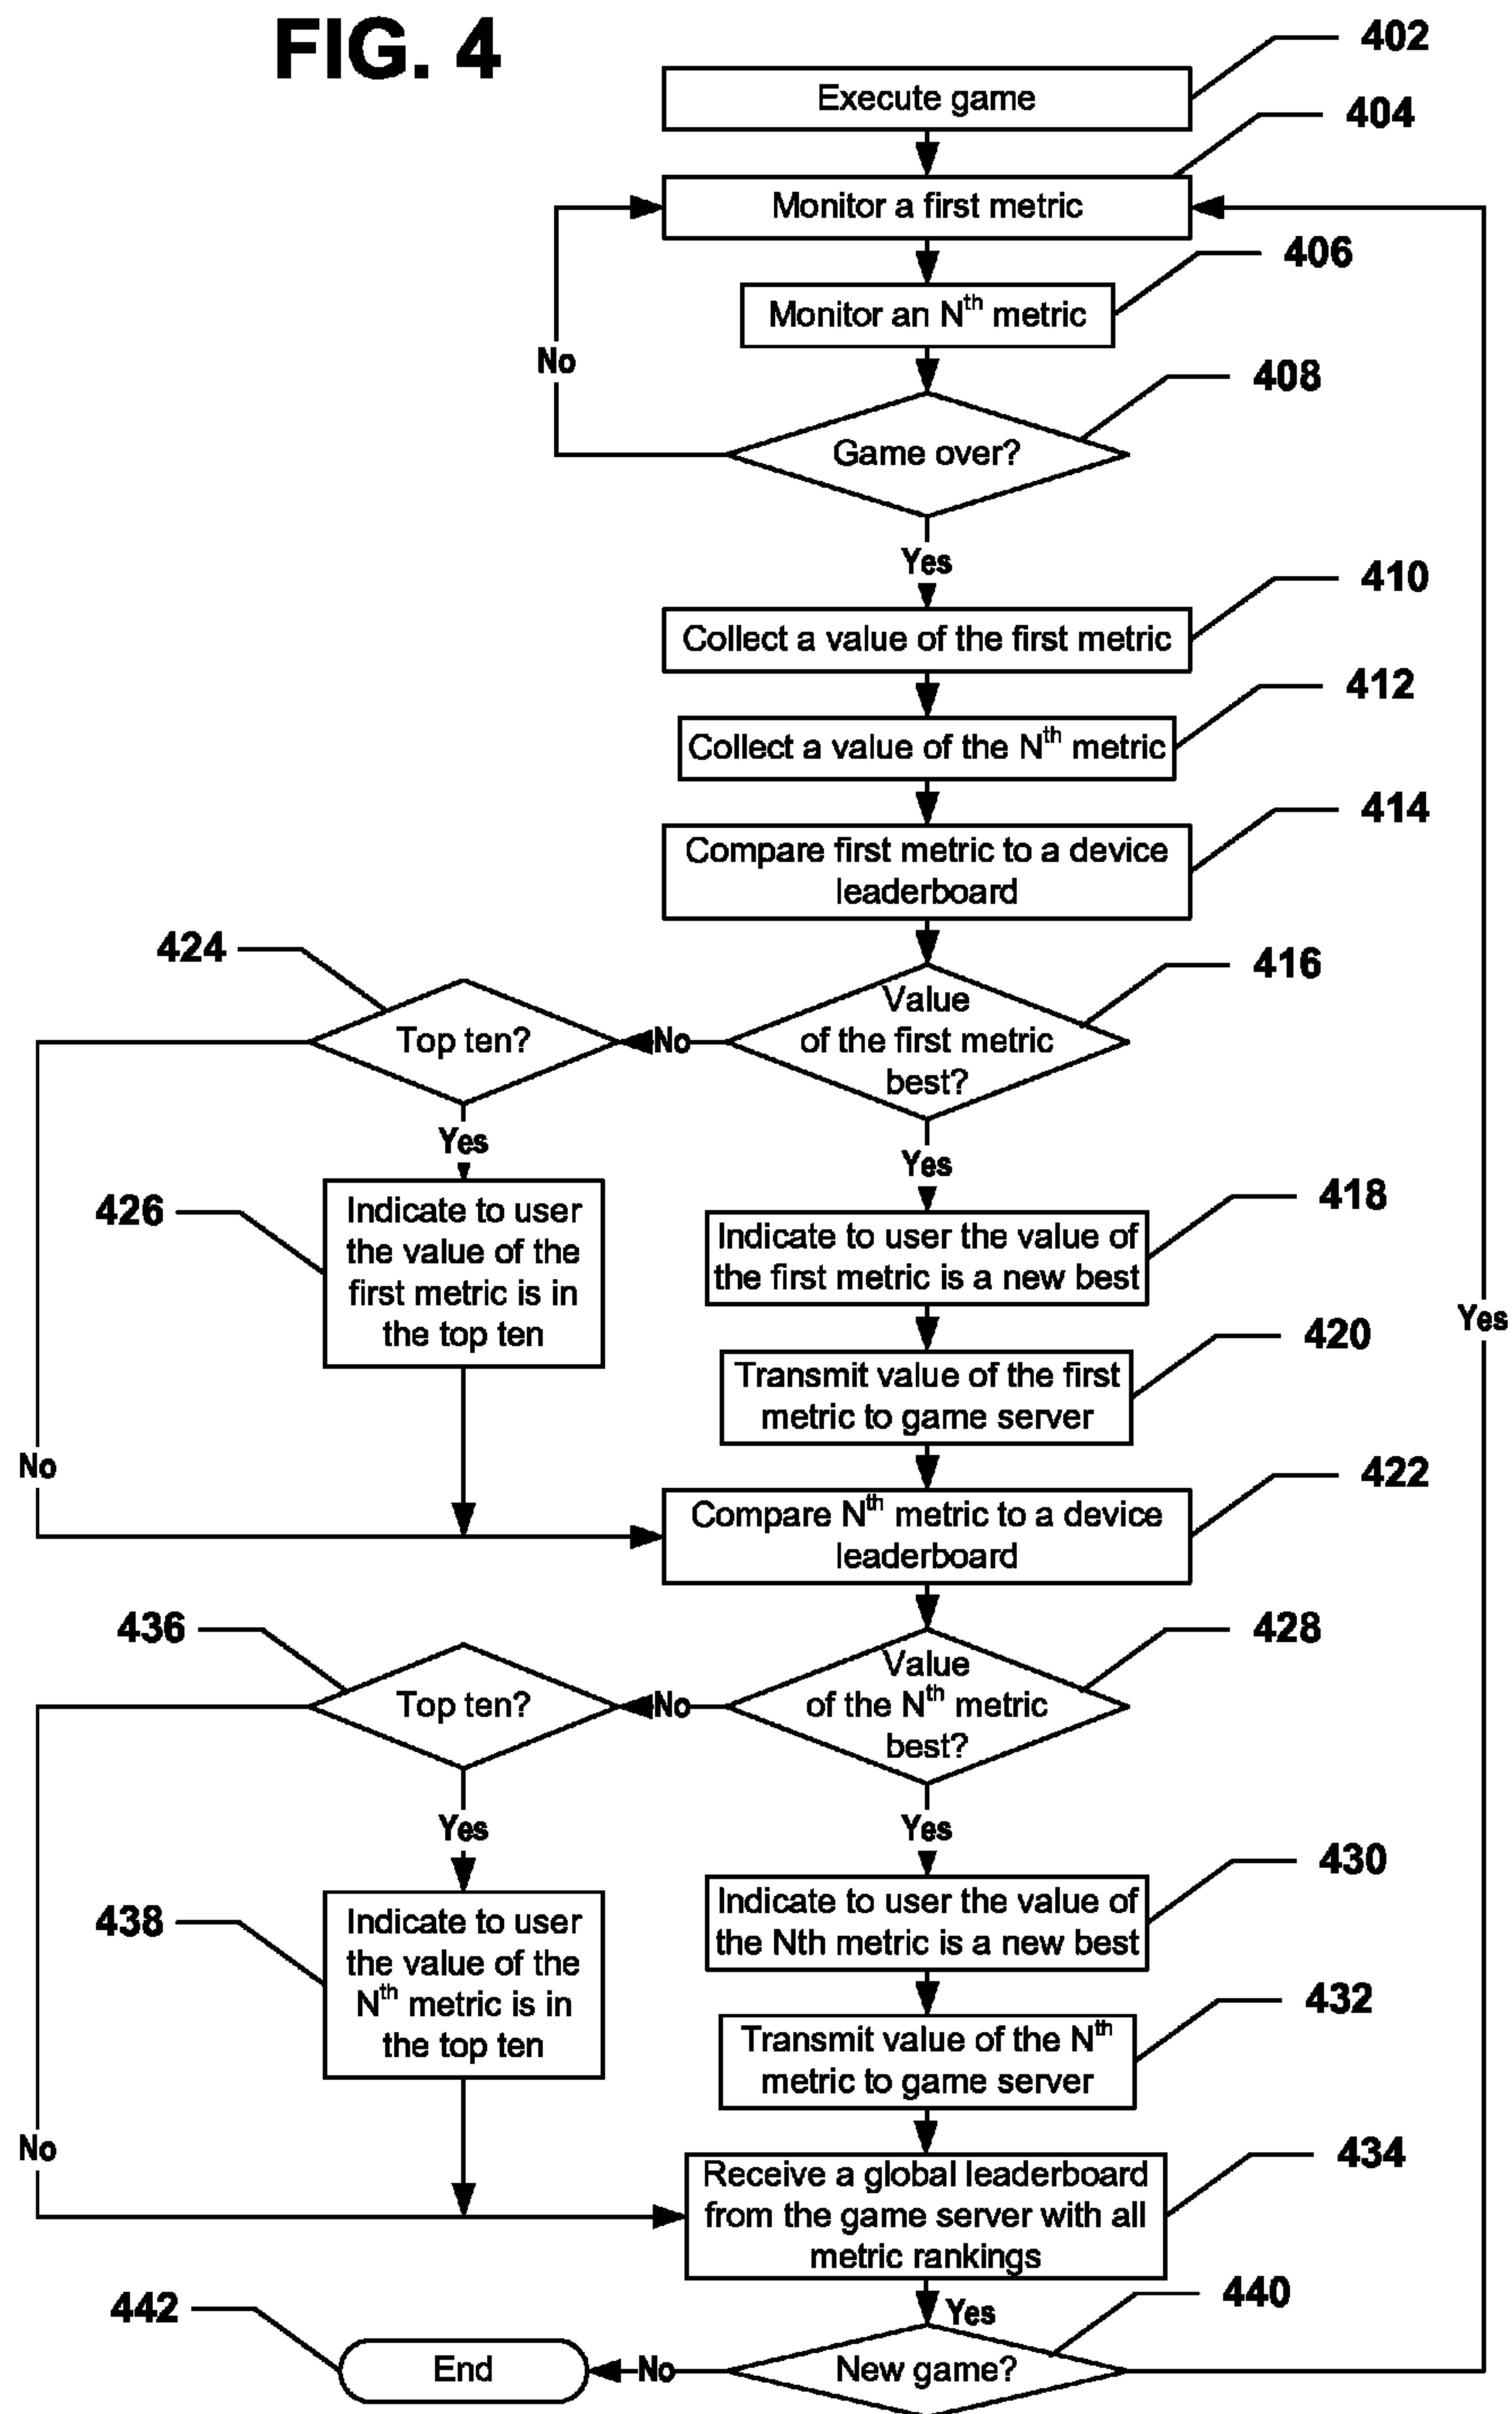 FIG. 4
402
Execute game
404
Monitor a first metric
406
Monitor an Nth metric
No
408
Game over?
Yes
410
Collect a value of the first metric
412
Collect a value of the Nth metric
414
Compare first metric to a device
leaderboard
424
416
Top ten?
No
Value
of the first metric
best?
Yes
Yes
426
Indicate to user
the value of the
first metric is in
the top ten
418
Indicate to user the value of
the first metric is a new best
Yes
420
Transmit value of the first
metric to game server
No
422
Compare Nth metric to a device
leaderboard
436
428
Top ten?
No
Value
of the Nth metric
best?
Yes
Yes
430
Indicate to user the value of
the Nth metric is a new best
438
Indicate to user
the value of the
Nth metric is in
the top ten
432
Transmit value of the Nth
metric to game server
No
434
Receive a global leaderboard
from the game server with all
metric rankings
442
440
Yes
End
No
New game?